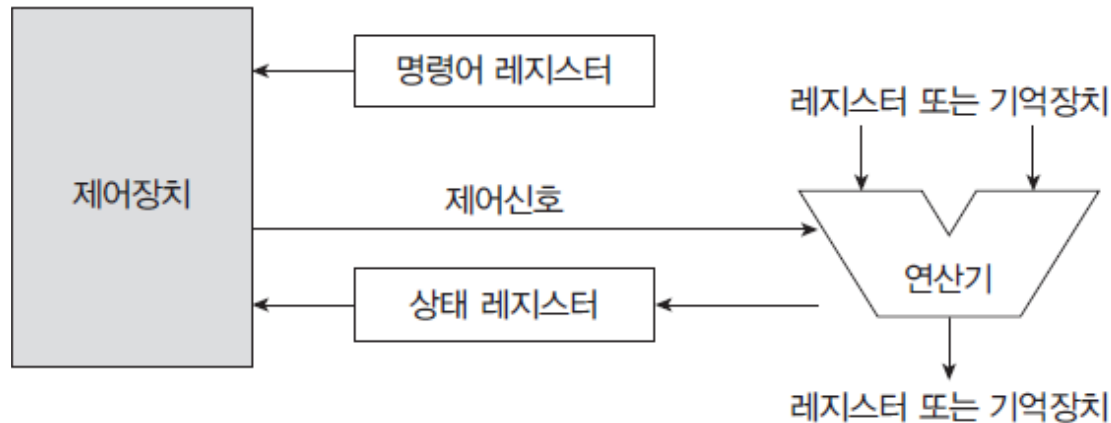 명령어 레지스터
레지스터 또는 기억장치
제어장치
제어신호
연산기
상태 레지스터
레지스터 또는 기억장치